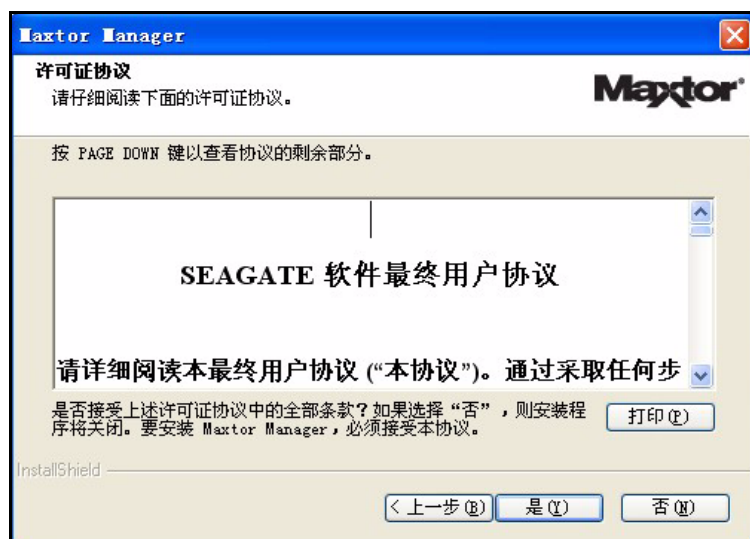 Maxtor Manager
许可证协议
请仔细阅读下面的许可证协议。
Maxtor
按 PAGE DOWN 键以查看协议的剩余部分。
SEAGATE 软件最终用户协议
请详细阅读本最终用户协议 (“本协议”)。通过采取任何步
是否接受上述许可证协议中的全部条款？如果选择“否”，则安装程
序将关闭。要安装 Maxtor Manager，必须接受本协议。
打印(P)
InstallShield
< 上一步(B)
是(Y)
否(N)